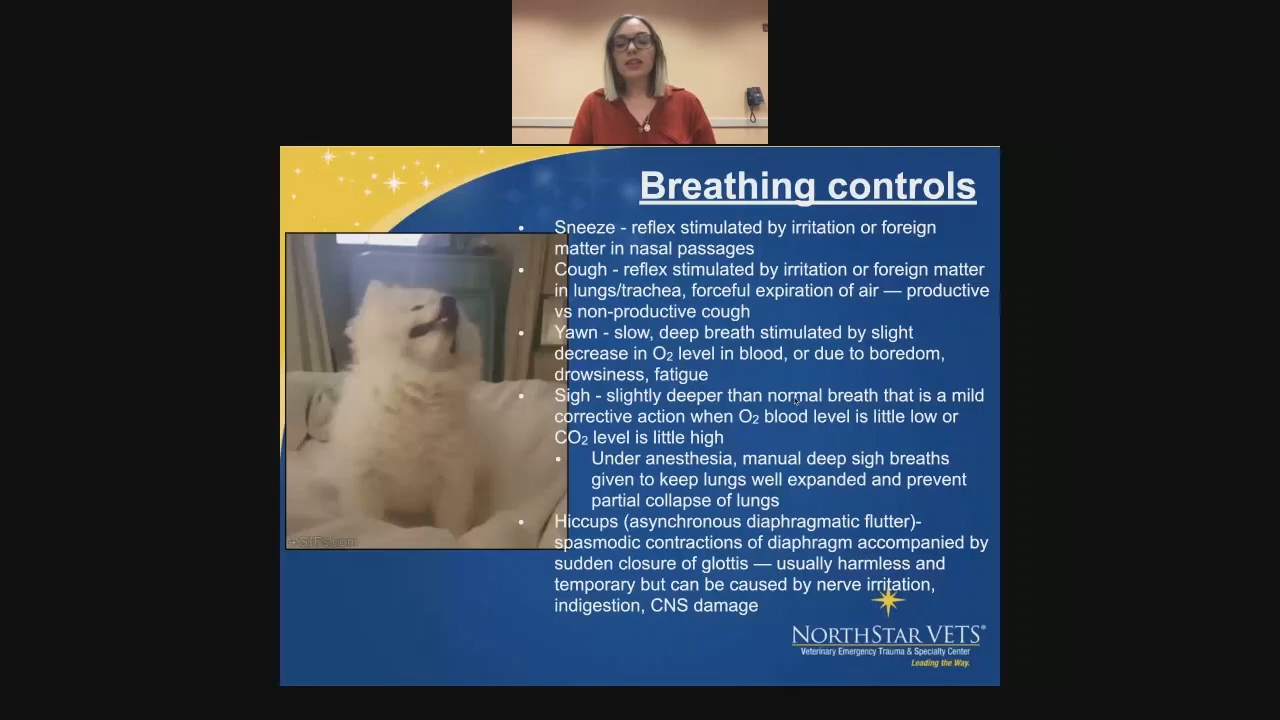 Breathing controls
• Sneeze - reflex stimulated by irritation or foreign
matter in nasal passages
• Cough - reflex stimulated by irritation or foreign matter
in lungs/trachea, forceful expiration of air — productive
vs non-productive cough
• Yawn - slow, deep breath stimulated by slight
decrease in O₂ level in blood, or due to boredom,
drowsiness, fatigue
• Sigh - slightly deeper than normal breath that is a mild
corrective action when O₂ blood level is little low or
CO₂ level is little high
• Under anesthesia, manual deep sigh breaths
given to keep lungs well expanded and prevent
partial collapse of lungs
• Hiccups (asynchronous diaphragmatic flutter)-
spasmodic contractions of diaphragm accompanied by
sudden closure of glottis — usually harmless and
temporary but can be caused by nerve irritation,
indigestion, CNS damage
NORTHSTAR VETS®
Veterinary Emergency Trauma & Specialty Center
Leading the Way.